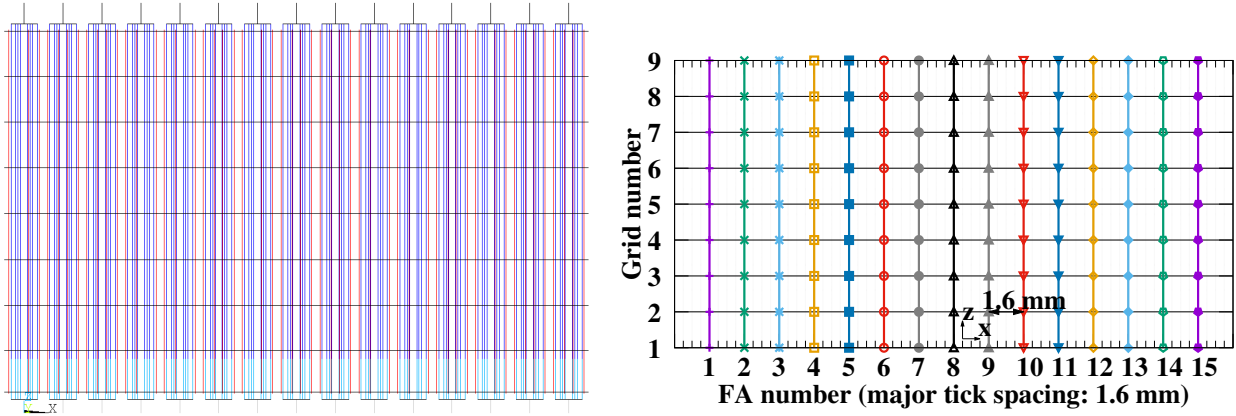 Z
Y
X
Grid number
9
8
7
6
5
4
3
2
1
1.6 mm
z
x
1 2 3 4 5 6 7 8 9 10 11 12 13 14 15
FA number (major tick spacing: 1.6 mm)